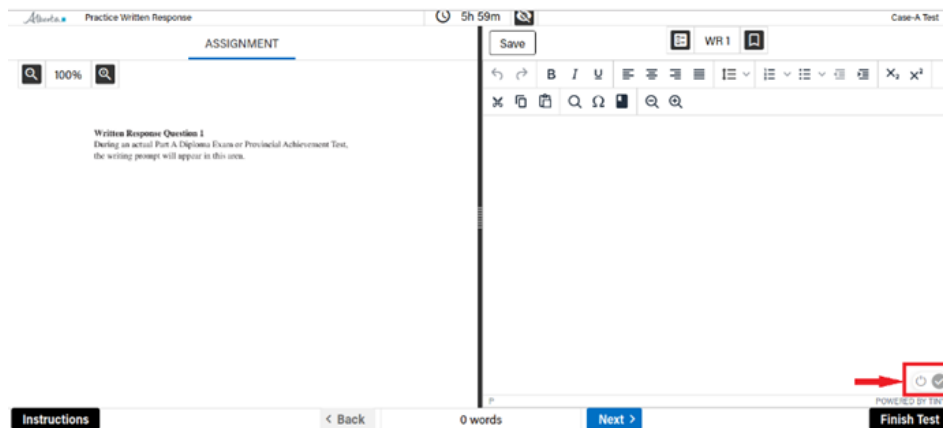 Alberta
Practice Written Response
5h 59m
Case-A Test
ASSIGNMENT
Save
WR 1
100%
B I U
X₂ X²
Ω
Written Response Question 1
During an actual Part A Diploma Exam or Provincial Achievement Test,
the writing prompt will appear in this area.
P
POWERED BY TINY
Instructions
< Back
0 words
Next >
Finish Test